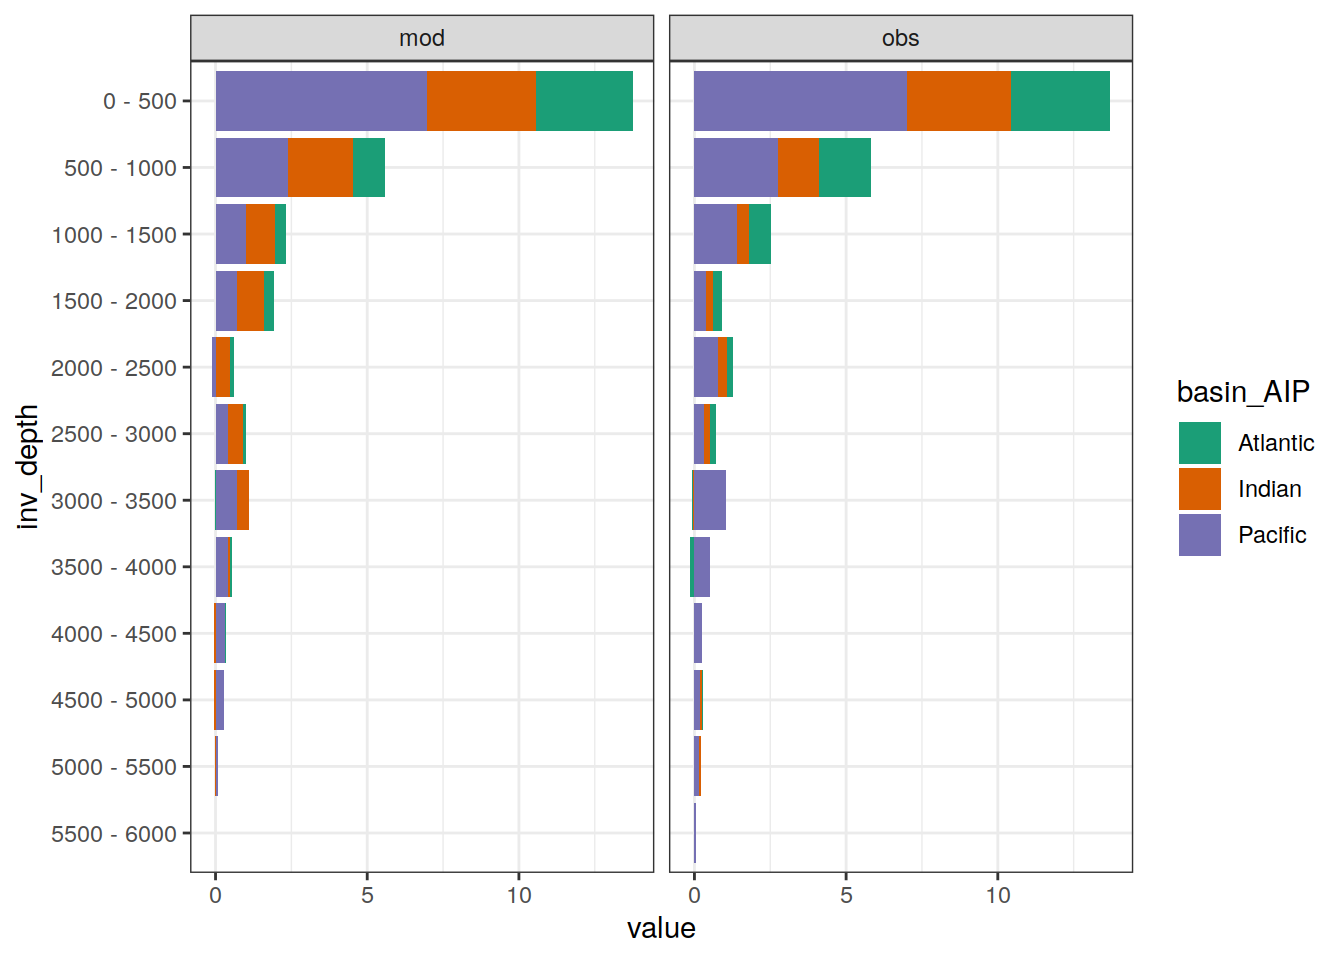 mod
obs
0 - 500
500 - 1000
1000 - 1500
1500 - 2000
2000 - 2500
2500 - 3000
3000 - 3500
3500 - 4000
4000 - 4500
4500 - 5000
5000 - 5500
5500 - 6000
inv_depth
0 5 10
0 5 10
value
basin_AIP
Atlantic
Indian
Pacific